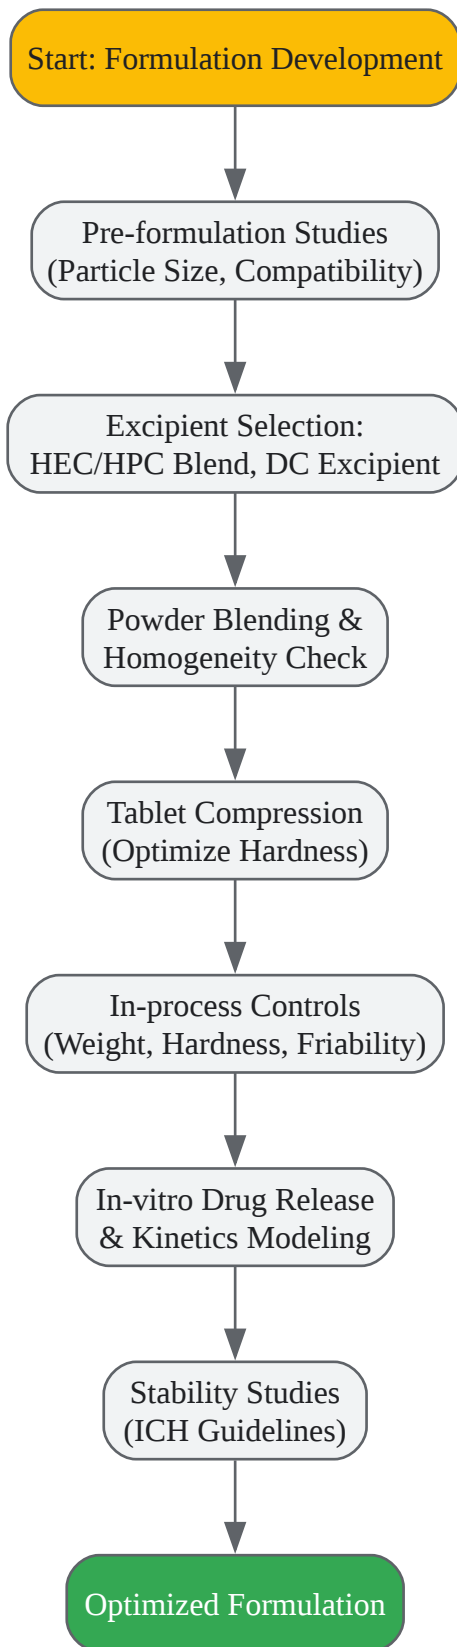 Start: Formulation Development
Pre-formulation Studies
(Particle Size, Compatibility)
Excipient Selection:
HEC/HPC Blend, DC Excipient
Powder Blending &
Homogeneity Check
Tablet Compression
(Optimize Hardness)
In-process Controls
(Weight, Hardness, Friability)
In-vitro Drug Release
& Kinetics Modeling
Stability Studies
(ICH Guidelines)
Optimized Formulation